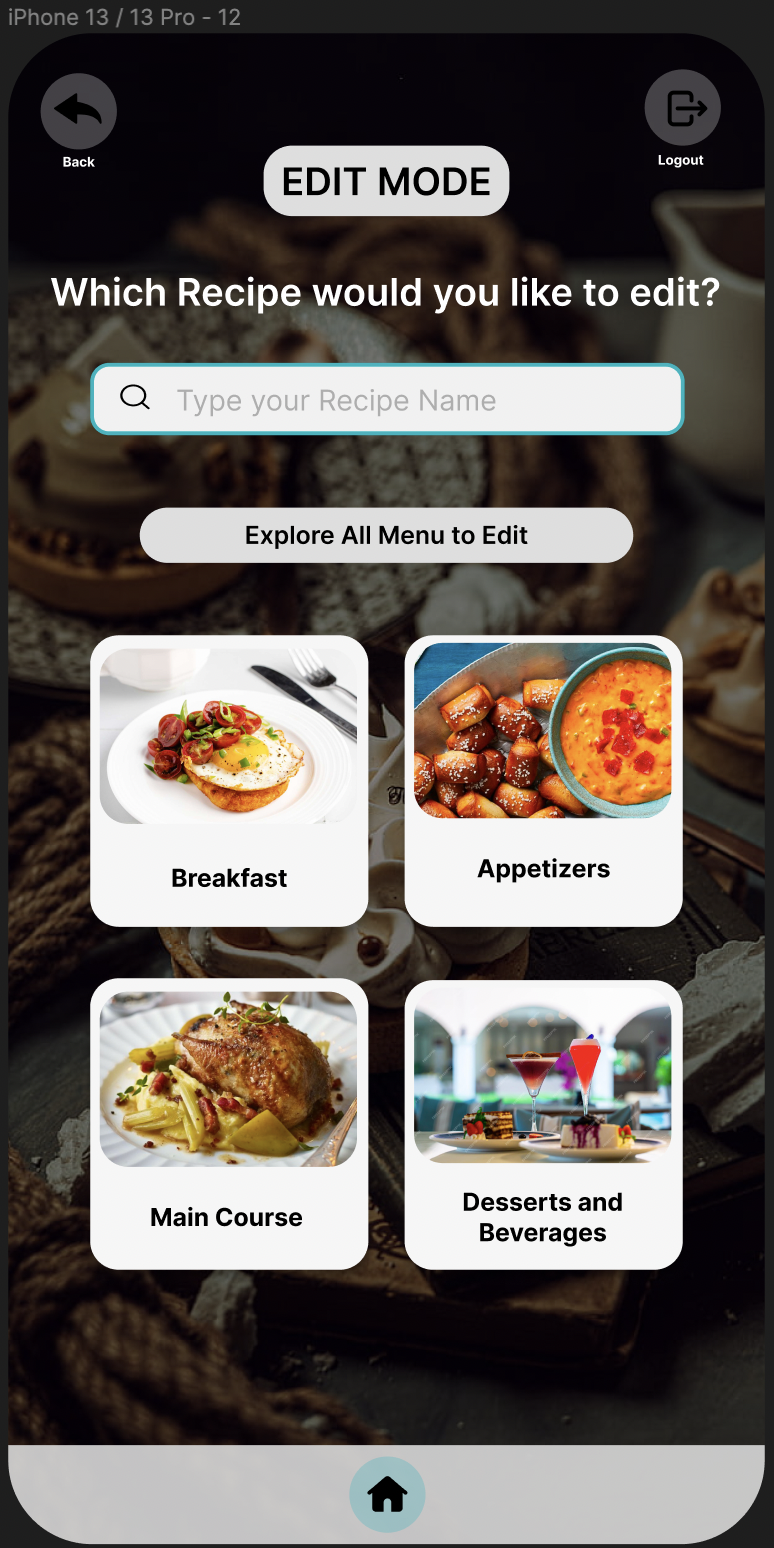 iPhone 13 / 13 Pro - 12
Back
Logout
EDIT MODE
Which Recipe would you like to edit?
Type your Recipe Name
Explore All Menu to Edit
Breakfast
Appetizers
Main Course
Desserts and
Beverages